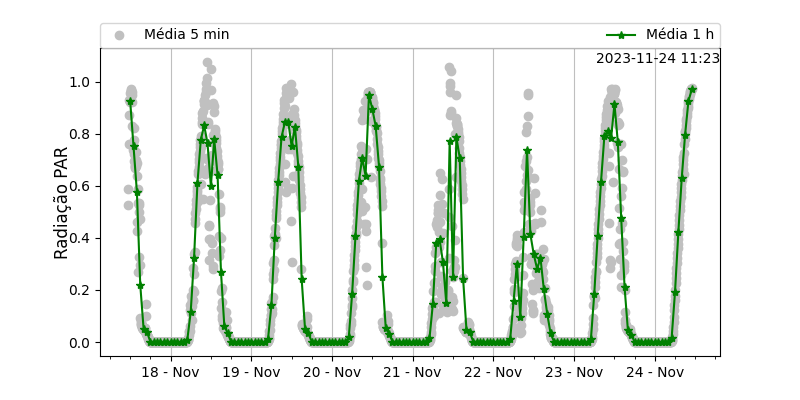 Média 5 min
Média 1 h
2023-11-24 11:23
1.0
0.8
0.6
0.4
0.2
0.0
Radiação PAR
18 - Nov
19 - Nov
20 - Nov
21 - Nov
22 - Nov
23 - Nov
24 - Nov